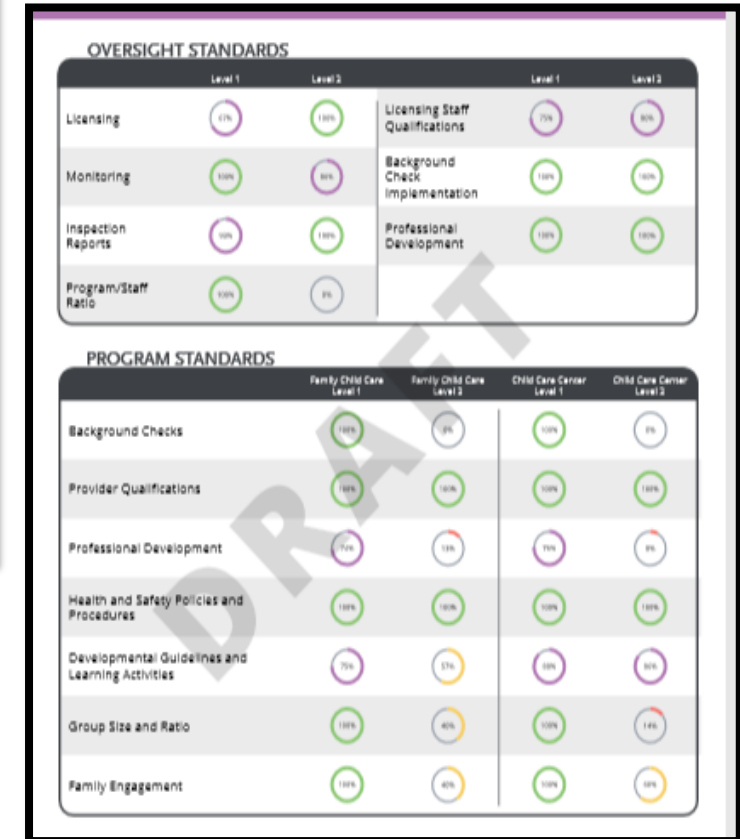 OVERSIGHT STANDARDS
Level 1 Level 2 Level 1 Level 2
Licensing 67% 100% Licensing Staff
Qualifications 75%
Monitoring 100% Background
Check
Implementation 100% 100%
Inspection
Reports 100% Professional
Development 100% 100%
Program/Staff
Ratio 100% 0%
PROGRAM STANDARDS
Family Child Care
Level 1 Family Child Care
Level 2 Child Care Center
Level 1 Child Care Center
Level 2
Background Checks 100% 0% 100% 0%
Provider Qualifications 100% 100% 100% 100%
Professional Development
Health and Safety Policies and
Procedures 100% 100% 100% 100%
Developmental Guidelines and
Learning Activities 75% 57%
Group Size and Ratio 100% 40% 100% 14%
Family Engagement 100% 40% 100%
DRAFT